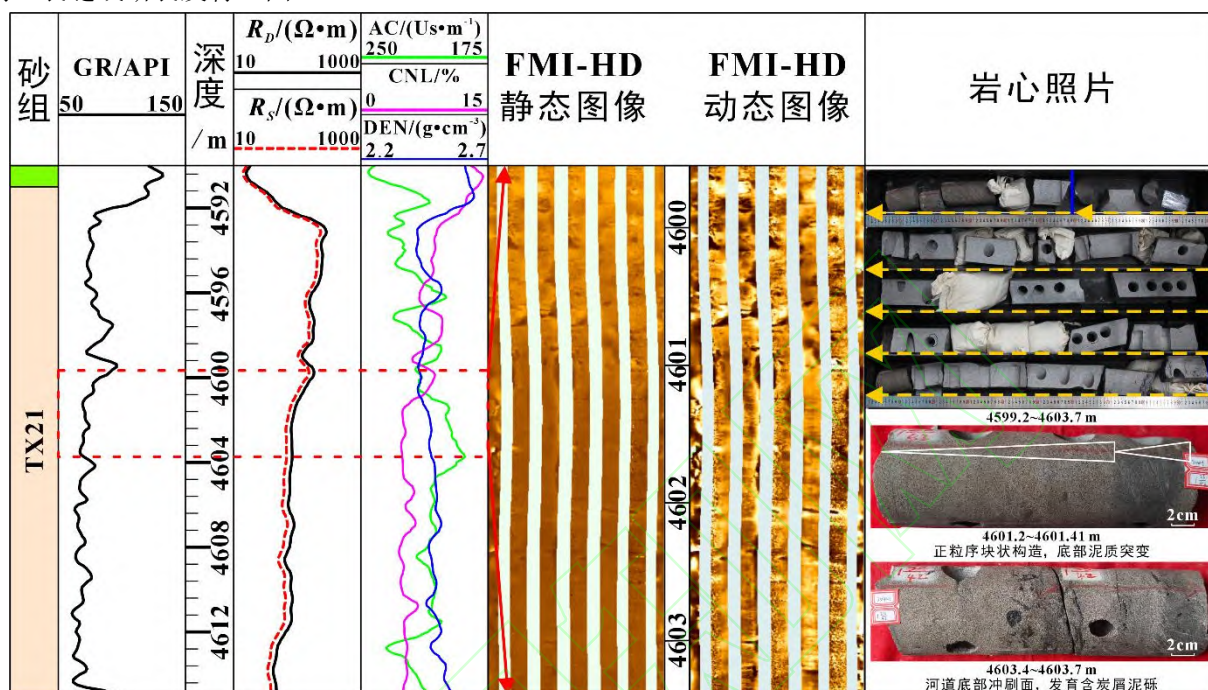 砂组
GR/API
50 150
深度/m
R_D/(Ω•m)
10 1000
R_S/(Ω•m)
10 1000
AC/(Us•m⁻¹)
250 175
CNL/%
0 15
DEN/(g•cm⁻³)
2.2 2.7
FMI-HD
静态图像
FMI-HD
动态图像
岩心照片
TX21
4592
4596
4600
4604
4608
4612
4600
4601
4602
4603
4599.2~4603.7 m
2cm
4601.2~4601.41 m
正粒序块状构造，底部泥质突变
2cm
4603.4~4603.7 m
河道底部冲刷面，发育含炭屑泥砾